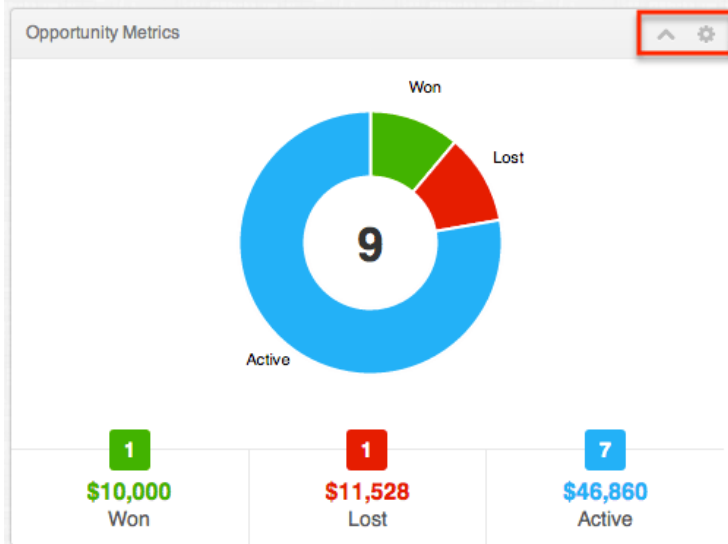 Opportunity Metrics
Won
Lost
9
Active
1
1
7
$10,000
$11,528
$46,860
Won
Lost
Active